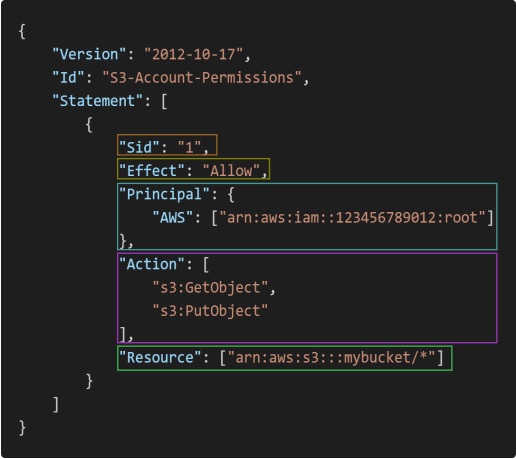 {
    "Version": "2012-10-17",
    "Id": "S3-Account-Permissions",
    "Statement": [
        {
            "Sid": "1",
            "Effect": "Allow",
            "Principal": {
                "AWS": ["arn:aws:iam::123456789012:root"]
            },
            "Action": [
                "s3:GetObject",
                "s3:PutObject"
            ],
            "Resource": ["arn:aws:s3:::mybucket/*"]
        }
    ]
}